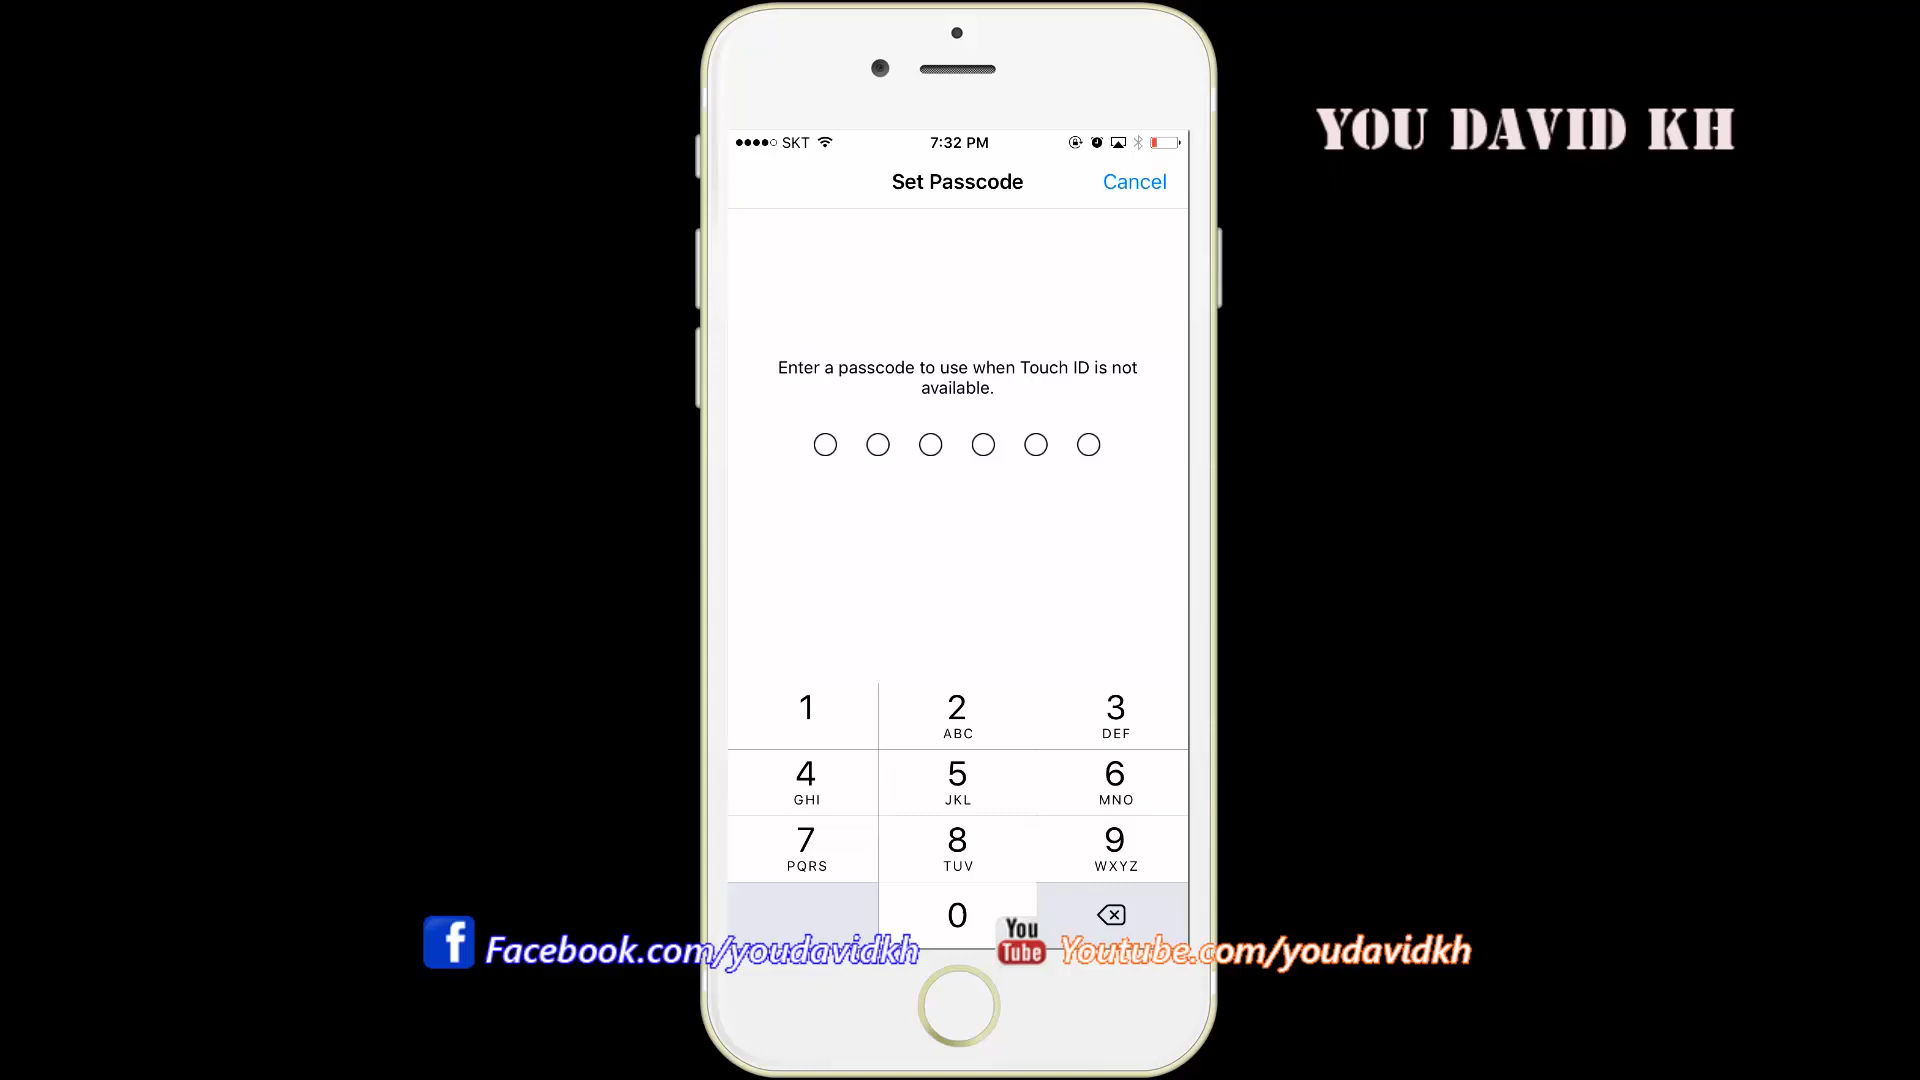 YOU DAVID KH
SKT
7:32 PM
Set Passcode
Cancel
Enter a passcode to use when Touch ID is not
available.
1
2
3
ABC
DEF
4
5
6
GHI
JKL
MNO
7
8
9
PQRS
TUV
WXYZ
0
f Facebook.com/youdavidkh
You
Tube
Youtube.com/youdavidkh